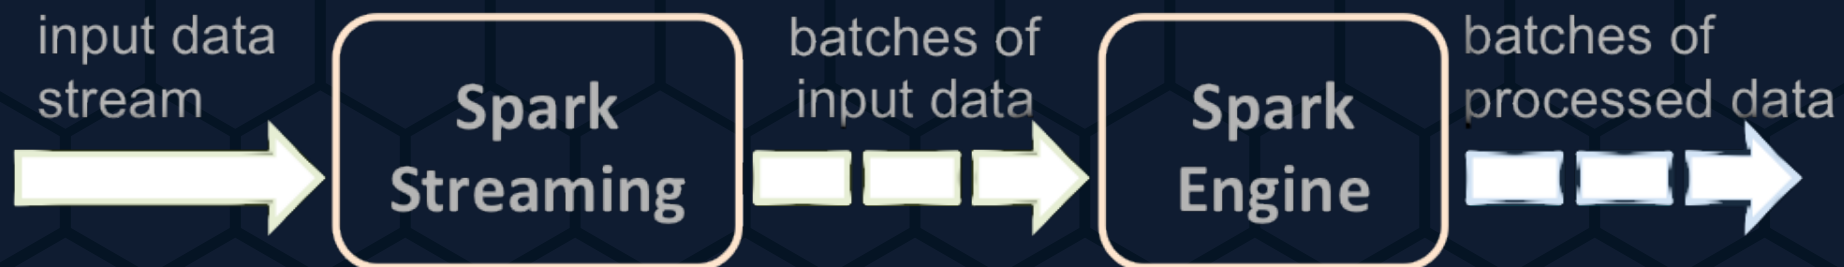 input data
stream
Spark
Streaming
batches of
input data
Spark
Engine
batches of
processed data